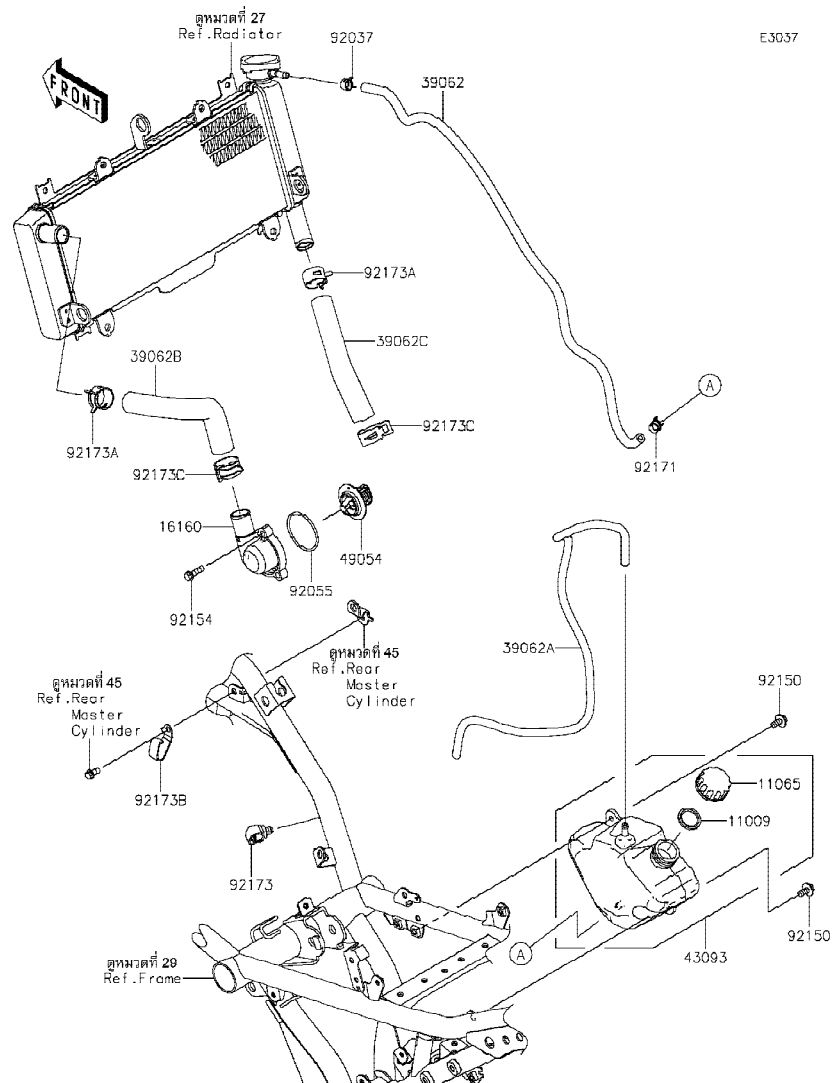 ดูหมวดที่ 27
Ref.Radiator
92037
E3037
39062
FRONT
92173A
39062C
39062B
A
92173A
92173C
92173C
92171
16160
49054
92055
92154
39062A
ดูหมวดที่ 45
Ref.Rear
Master
Cylinder
ดูหมวดที่ 45
Ref.Rear
Master
Cylinder
92150
11065
92173B
11009
92173
92150
A
43093
ดูหมวดที่ 29
Ref.Frame